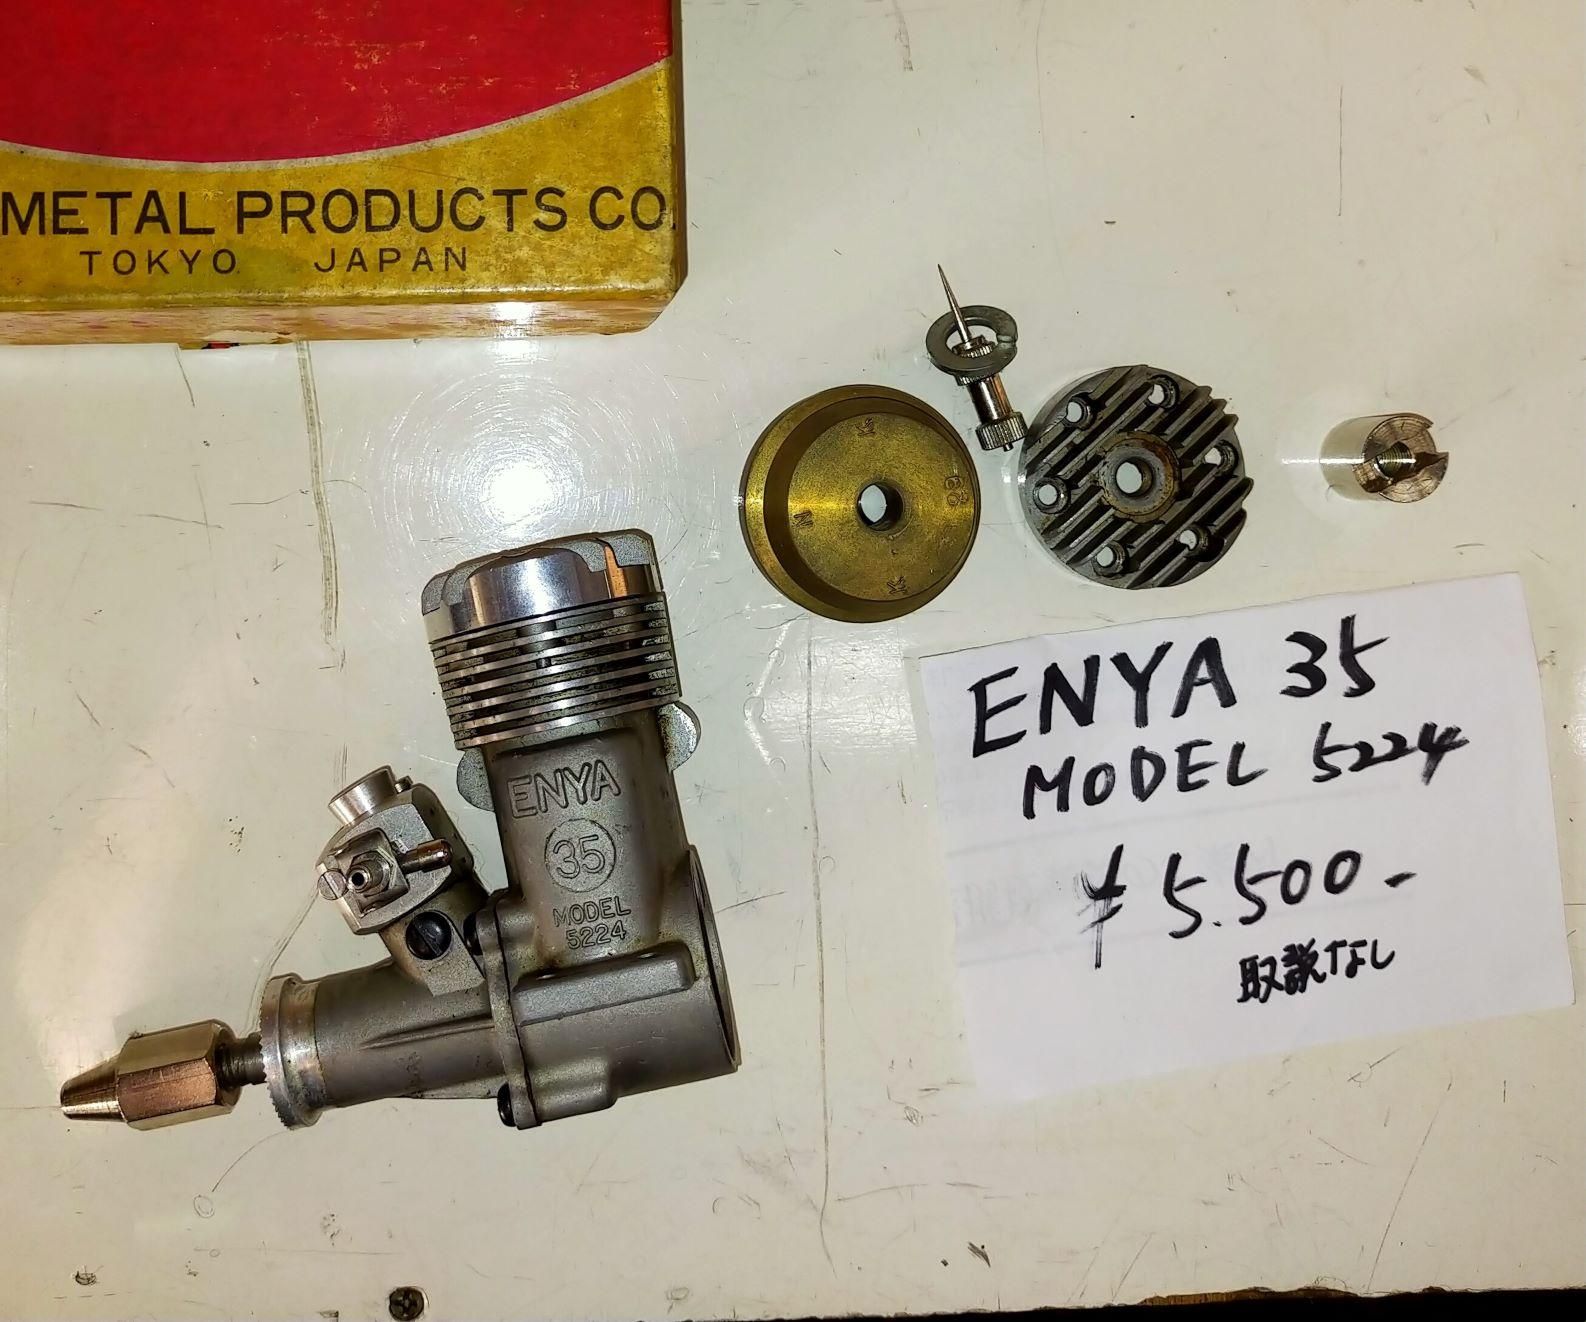 METAL PRODUCTS CO.
TOKYO JAPAN
ENYA
35
MODEL
5224
ENYA 35
MODEL 5224
¥5.500-
取説なし